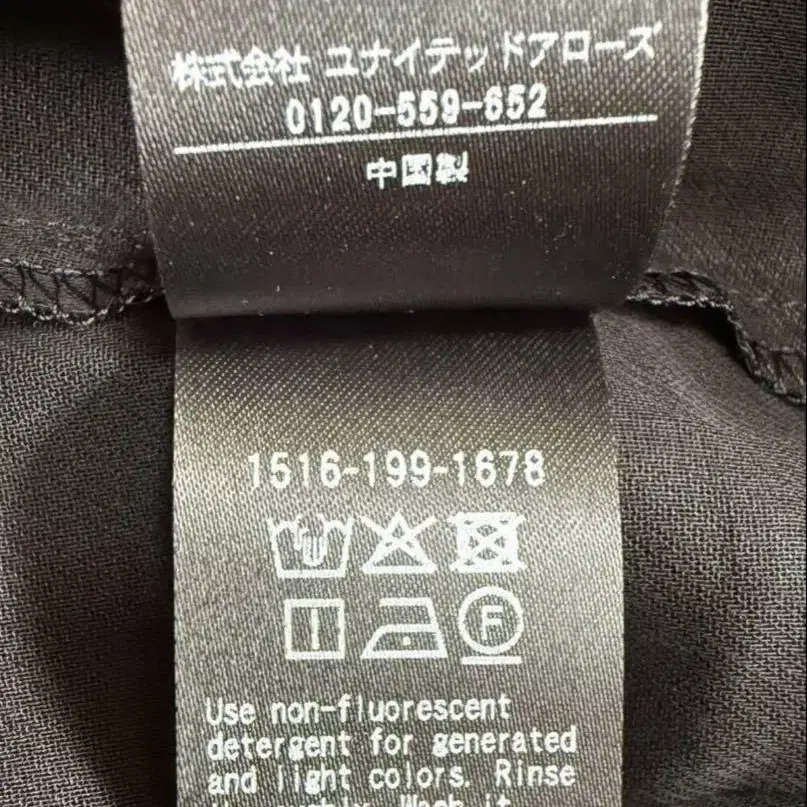 株式会社 ユナイテッドアローズ
0120-559-652
中国製
1516-199-1678
F
Use non-fluorescent
detergent for generated
and light colors. Rinse